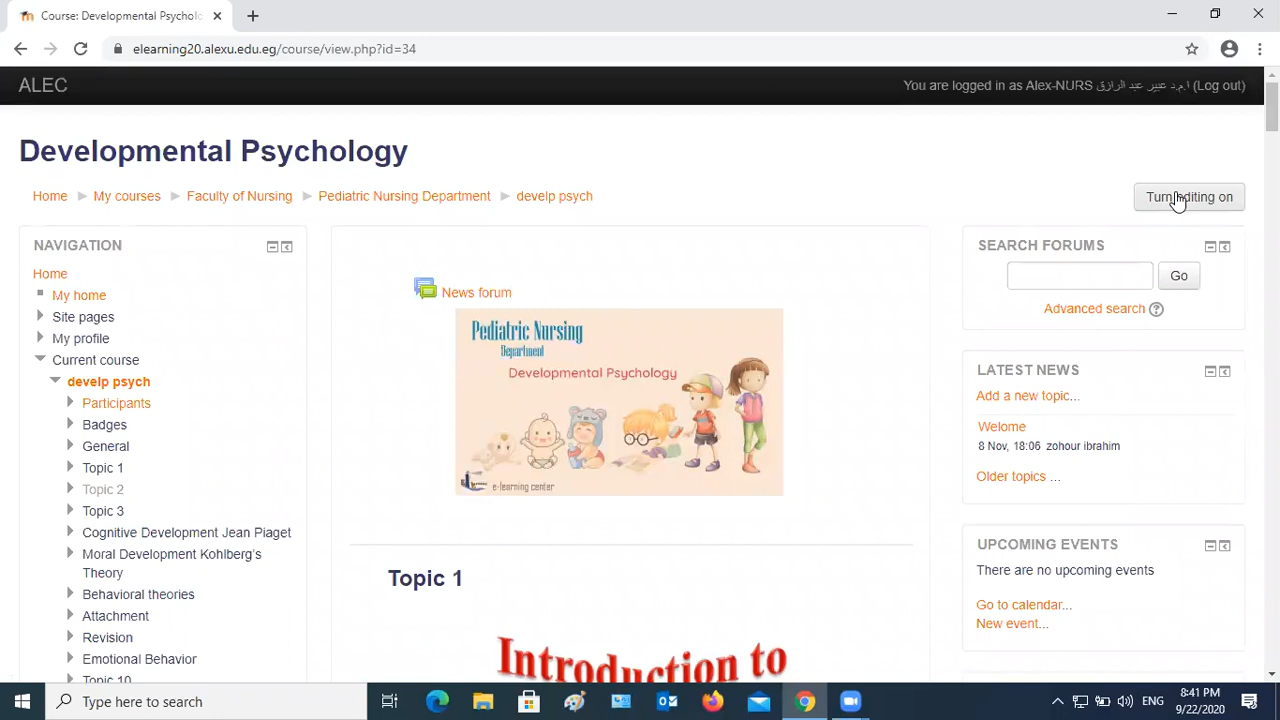 Course: Developmental Psycholo
elearning20.alexu.edu.eg/course/view.php?id=34
ALEC
You are logged in as Alex-NURS ا.م.د عبير عبد الرازق (Log out)
Developmental Psychology
Home
My courses
Faculty of Nursing
Pediatric Nursing Department
develp psych
Turn editing on
NAVIGATION
Home
My home
Site pages
My profile
Current course
develp psych
Participants
Badges
General
Topic 1
Topic 2
Topic 3
Cognitive Development Jean Piaget
Moral Development Kohlberg's
Theory
Behavioral theories
Attachment
Revision
Emotional Behavior
Topic 10
News forum
Pediatric Nursing
Department
Developmental Psychology
e-learning center
Topic 1
Introduction to
SEARCH FORUMS
Go
Advanced search
LATEST NEWS
Add a new topic...
Welome
8 Nov, 18:06 zohour ibrahim
Older topics ...
UPCOMING EVENTS
There are no upcoming events
Go to calendar...
New event...
Type here to search
ENG
8:41 PM
9/22/2020